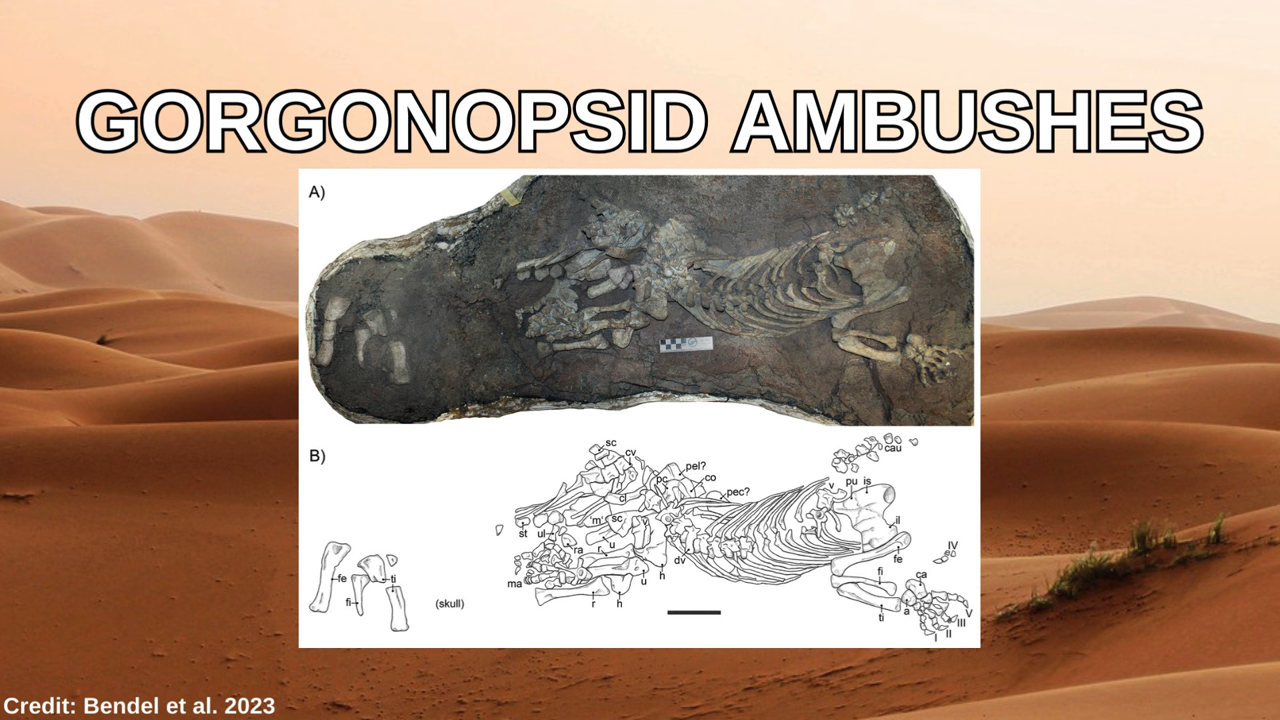 GORGONOPSID AMBUSHES
A)
B)
sc
cv
pel?
pc
co
pec?
cau
v pu is
cl
st ul m sc
il
ra r u
dv
fe
IV
ma
u h
fi
ca
fe
ti
fi
(skull)
r h
ti
a
V
III
II
I
Credit: Bendel et al. 2023